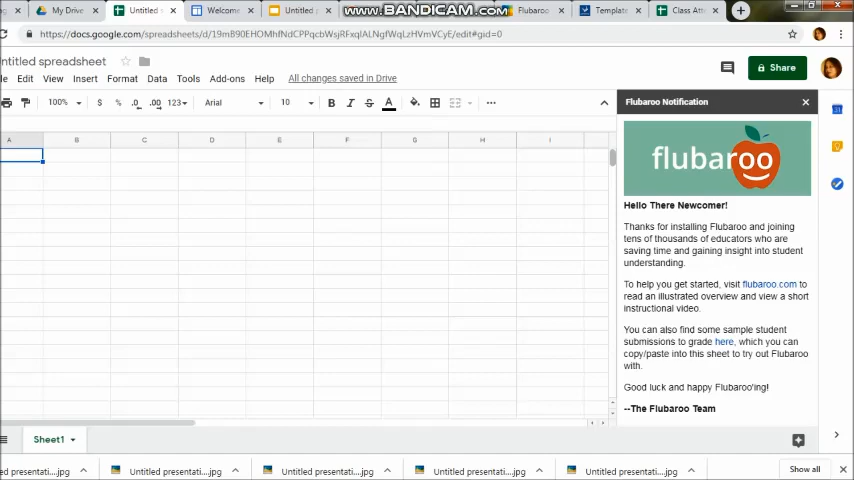 My Drive
Untitled s
Welcome
Untitled p
WWW.BANDICAM.COM
Flubaroo
Template
Class Att
https://docs.google.com/spreadsheets/d/19mB90EHOMhfNdCPPqcbWsjRFxqIALNgfWqLzHVmVCyE/edit#gid=0
ntitled spreadsheet
Share
Edit View Insert Format Data Tools Add-ons Help All changes saved in Drive
100% $ % .0 .00 123 Arial 10 B I S A
Flubaroo Notification
A B C D E F G H I
flubaroo
Hello There Newcomer!
Thanks for installing Flubaroo and joining
tens of thousands of educators who are
saving time and gaining insight into student
understanding.
To help you get started, visit flubaroo.com to
read an illustrated overview and view a short
instructional video.
You can also find some sample student
submissions to grade here, which you can
copy/paste into this sheet to try out Flubaroo
with.
Good luck and happy Flubaroo'ing!
--The Flubaroo Team
Sheet1
ed presentati....jpg
Untitled presentati....jpg
Untitled presentati....jpg
Untitled presentati....jpg
Untitled presentati....jpg
Show all